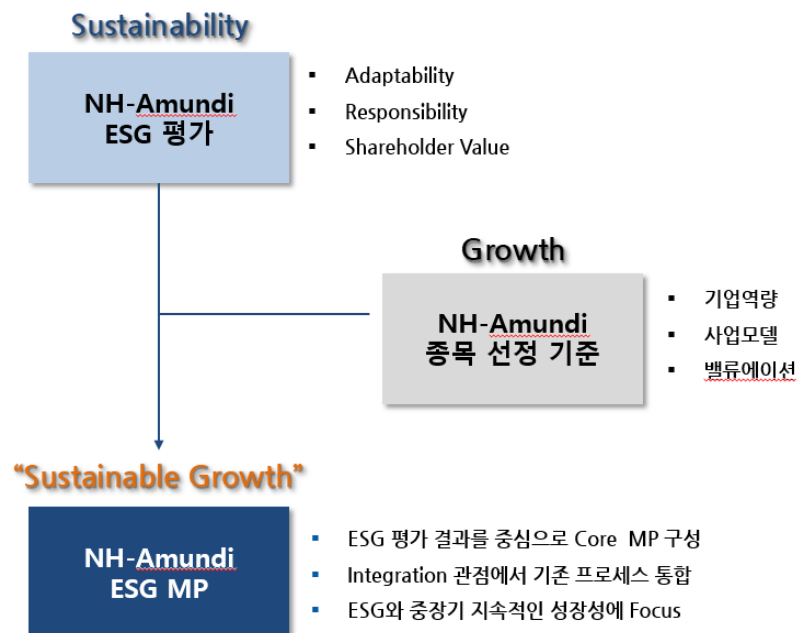 Sustainability
NH-Amundi
ESG 평가
▪ Adaptability
▪ Responsibility
▪ Shareholder Value
Growth
NH-Amundi
종목 선정 기준
▪ 기업역량
▪ 사업모델
▪ 밸류에이션
“Sustainable Growth”
NH-Amundi
ESG MP
▪ ESG 평가 결과를 중심으로 Core MP 구성
▪ Integration 관점에서 기존 프로세스 통합
▪ ESG와 중장기 지속적인 성장성에 Focus